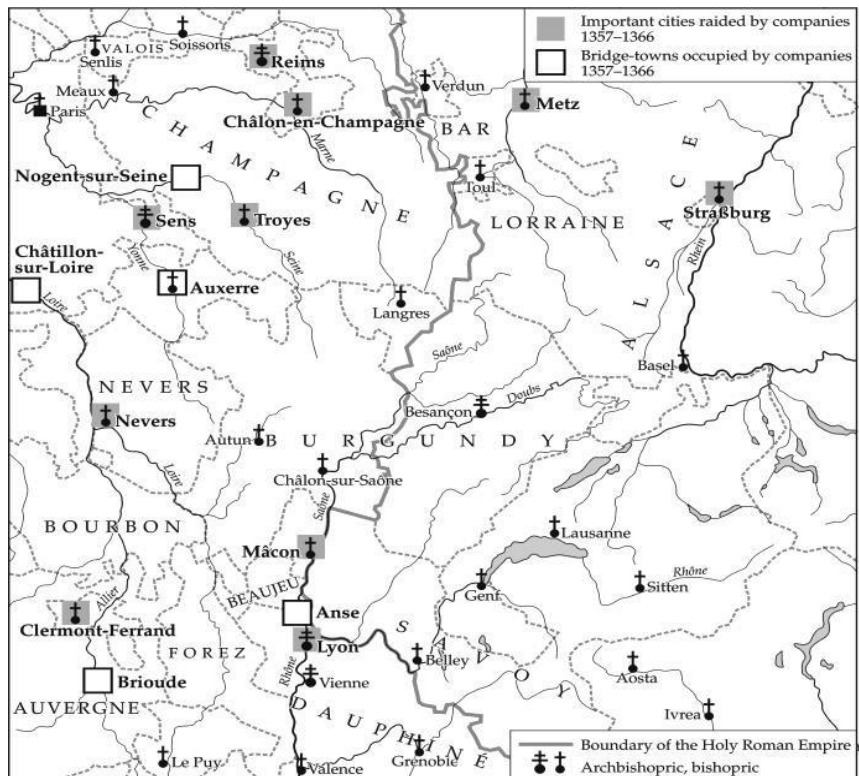 Important cities raided by companies
1357–1366
Bridge-towns occupied by companies
1357–1366
Soissons
VALOIS
Senlis
Reims
Meaux
Verdun
Paris
Metz
Châlon-en-Champagne
BAR
CHAMPAGNE
Marne
Nogent-sur-Seine
Toul
ALSACE
Straßburg
Sens
Troyes
LORRAINE
Châtillon
sur-Loire
Yonne
Seine
Rhein
Auxerre
Loire
Langres
Saône
Basel
NEVERS
Besançon
Doubs
Nevers
Autun
BURGUNDY
Châlon-sur-Saône
Loire
Saône
BOURBON
Lausanne
Mâcon
Rhône
BEAUJEU
Genf
Sitten
Allier
Anse
Clermont-Ferrand
SAVOY
Lyon
FOREZ
Belley
Rhône
Aosta
Brioude
Vienne
AUVERGNE
DAUPHINÉ
Ivrea
Le Puy
Valence
Grenoble
Boundary of the Holy Roman Empire
Archbishopric, bishopric